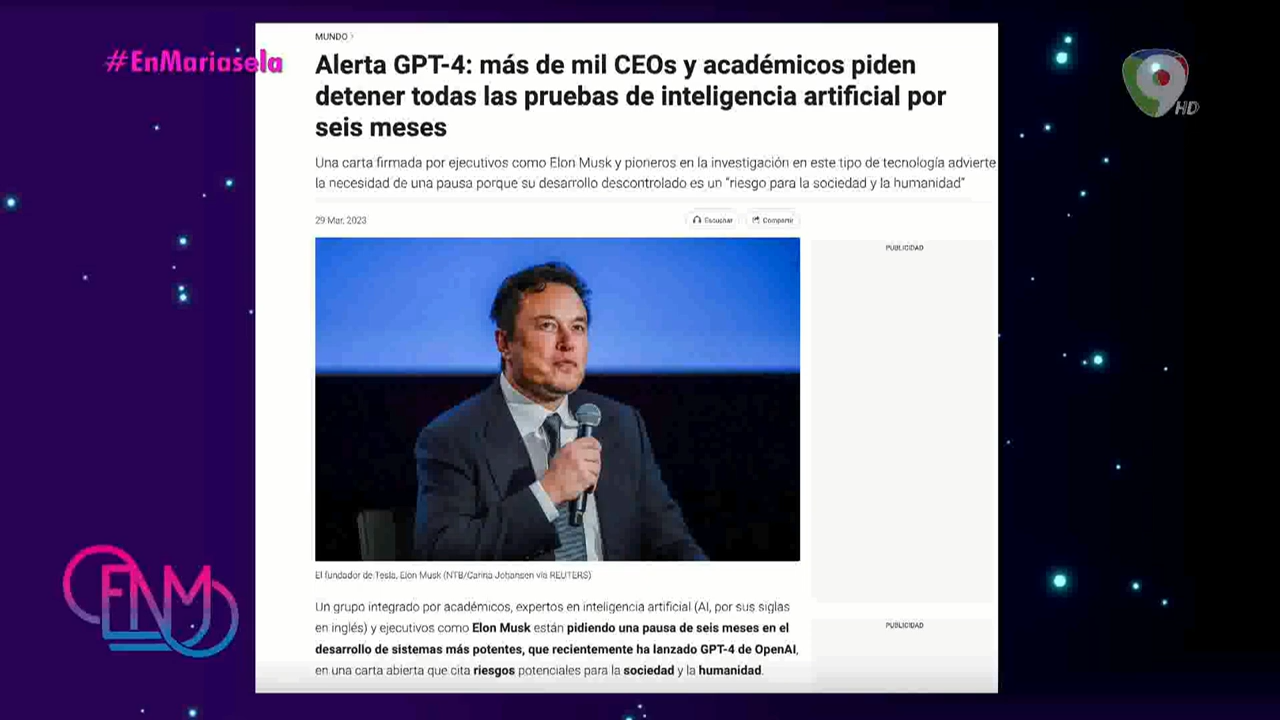 #EnMariasela
MUNDO >
Alerta GPT-4: más de mil CEOs y académicos piden
detener todas las pruebas de inteligencia artificial por
seis meses
Una carta firmada por ejecutivos como Elon Musk y pioneros en la investigación en este tipo de tecnología advierte
la necesidad de una pausa porque su desarrollo descontrolado es un “riesgo para la sociedad y la humanidad”
29 Mar, 2023
Escuchar
Compartir
PUBLICIDAD
El fundador de Tesla, Elon Musk (NTB/Carina Johansen via REUTERS)
Un grupo integrado por académicos, expertos en inteligencia artificial (AI, por sus siglas
en inglés) y ejecutivos como Elon Musk están pidiendo una pausa de seis meses en el
desarrollo de sistemas más potentes, que recientemente ha lanzado GPT-4 de OpenAI,
en una carta abierta que cita riesgos potenciales para la sociedad y la humanidad.
PUBLICIDAD
9 HD
ENM